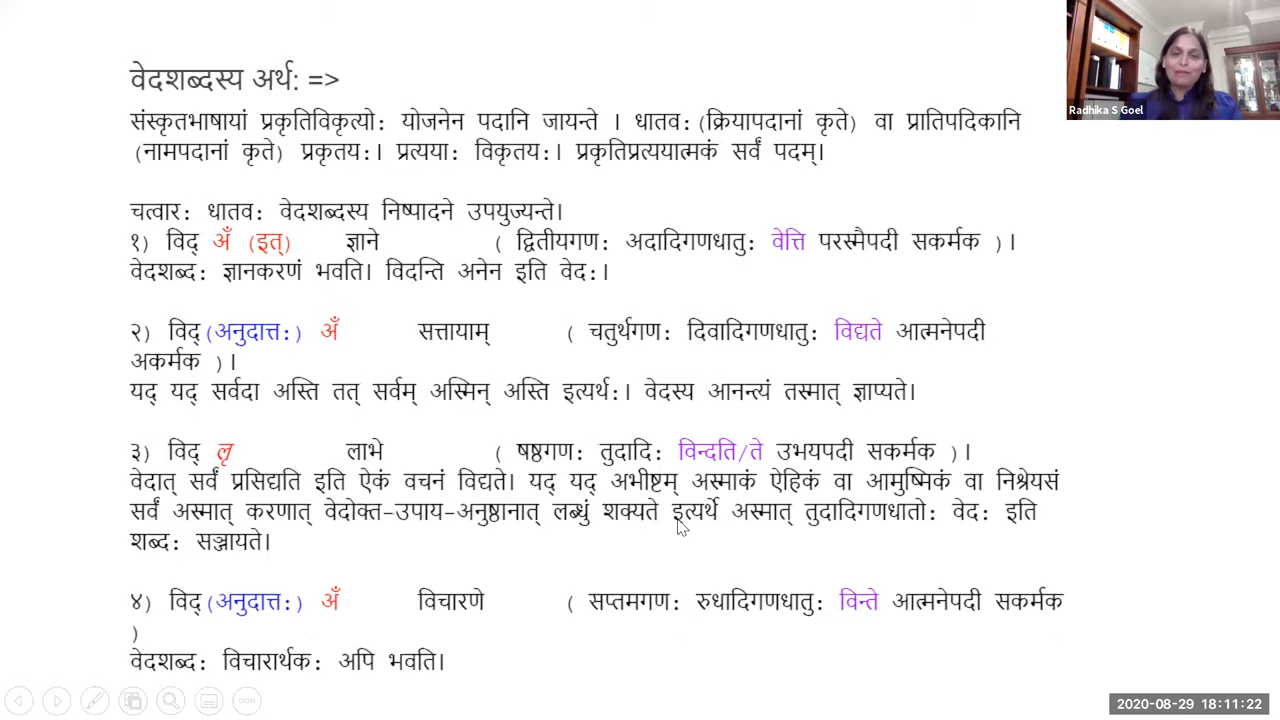 वेदशब्दस्य अर्थ: =>
Radhika S Goel
संस्कृतभाषायां प्रकृतिविकृत्यो: योजनेन पदानि जायन्ते । धातव:(क्रियापदानां कृते) वा प्रातिपदिकानि
(नामपदानां कृते) प्रकृतय:। प्रत्यया: विकृतय:। प्रकृतिप्रत्ययात्मकं सर्वं पदम्।
चत्वार: धातव: वेदशब्दस्य निष्पादने उपयुज्यन्ते।
१) विद् अँ (इत्) ज्ञाने ( द्वितीयगण: अदादिगणधातु: वेत्ति परस्मैपदी सकर्मक )।
वेदशब्द: ज्ञानकरणं भवति। विदन्ति अनेन इति वेद:।
२) विद्(अनुदात्त:) अँ सत्तायाम् ( चतुर्थगण: दिवादिगणधातु: विद्यते आत्मनेपदी
अकर्मक )।
यद् यद् सर्वदा अस्ति तत् सर्वम् अस्मिन् अस्ति इत्यर्थ:। वेदस्य आनन्त्यं तस्मात् ज्ञाप्यते।
३) विद् लृ लाभे ( षष्ठगण: तुदादि: विन्दति/ते उभयपदी सकर्मक )।
वेदात् सर्वं प्रसिद्यति इति ऐकं वचनं विद्यते। यद् यद् अभीष्टम् अस्माकं ऐहिकं वा आमुष्मिकं वा निश्रेयसं
सर्वं अस्मात् करणात् वेदोक्त-उपाय-अनुष्ठानात् लब्धुं शक्यते इत्यर्थे अस्मात् तुदादिगणधातो: वेद: इति
शब्द: सञ्जायते।
४) विद्(अनुदात्त:) अँ विचारणे ( सप्तमगण: रुधादिगणधातु: विन्ते आत्मनेपदी सकर्मक
)
वेदशब्द: विचारार्थक: अपि भवति।
2020-08-29 18:11:22